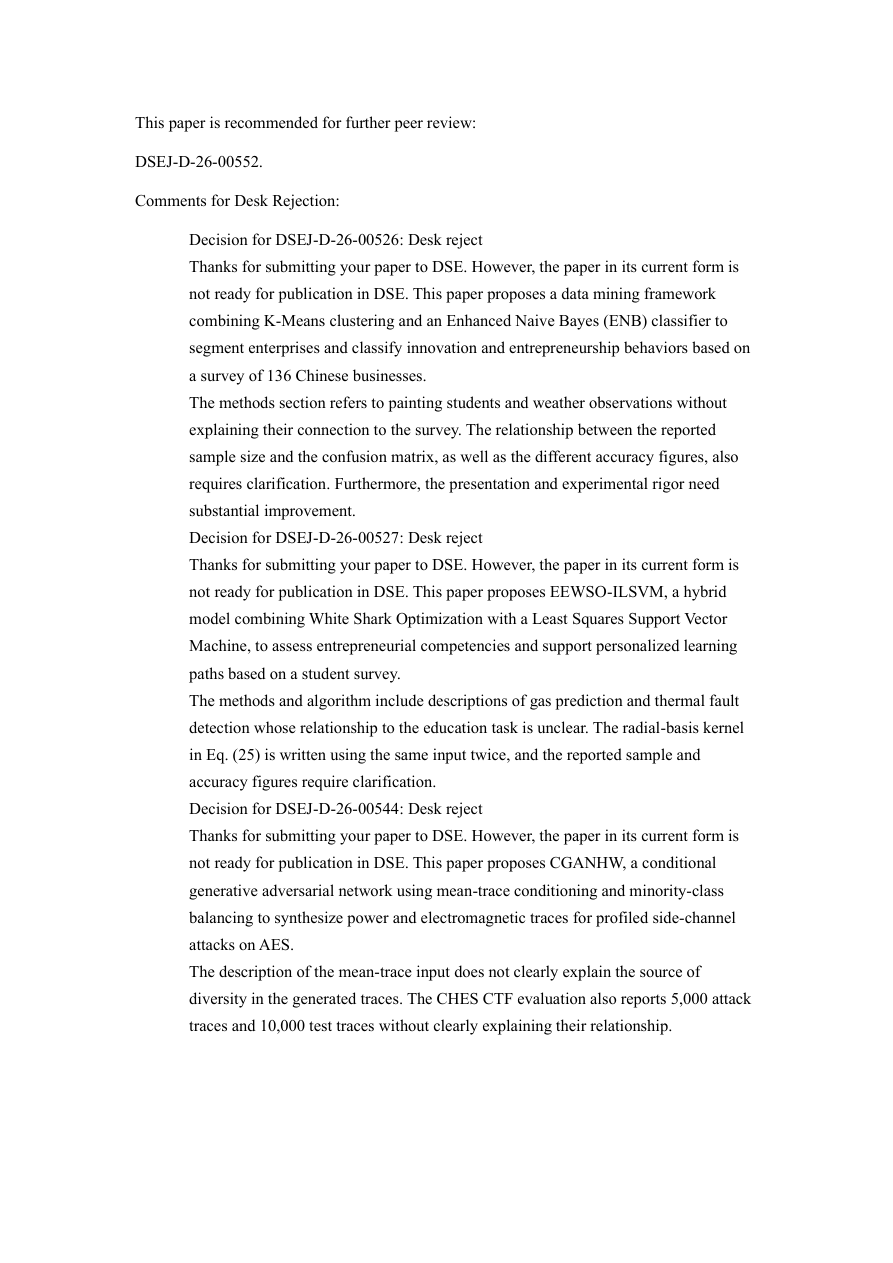 This paper is recommended for further peer review:
DSEJ-D-26-00552.
Comments for Desk Rejection:
Decision for DSEJ-D-26-00526: Desk reject
Thanks for submitting your paper to DSE. However, the paper in its current form is
not ready for publication in DSE. This paper proposes a data mining framework
combining K-Means clustering and an Enhanced Naive Bayes (ENB) classifier to
segment enterprises and classify innovation and entrepreneurship behaviors based on
a survey of 136 Chinese businesses.
The methods section refers to painting students and weather observations without
explaining their connection to the survey. The relationship between the reported
sample size and the confusion matrix, as well as the different accuracy figures, also
requires clarification. Furthermore, the presentation and experimental rigor need
substantial improvement.
Decision for DSEJ-D-26-00527: Desk reject
Thanks for submitting your paper to DSE. However, the paper in its current form is
not ready for publication in DSE. This paper proposes EEWSO-ILSVM, a hybrid
model combining White Shark Optimization with a Least Squares Support Vector
Machine, to assess entrepreneurial competencies and support personalized learning
paths based on a student survey.
The methods and algorithm include descriptions of gas prediction and thermal fault
detection whose relationship to the education task is unclear. The radial-basis kernel
in Eq. (25) is written using the same input twice, and the reported sample and
accuracy figures require clarification.
Decision for DSEJ-D-26-00544: Desk reject
Thanks for submitting your paper to DSE. However, the paper in its current form is
not ready for publication in DSE. This paper proposes CGANHW, a conditional
generative adversarial network using mean-trace conditioning and minority-class
balancing to synthesize power and electromagnetic traces for profiled side-channel
attacks on AES.
The description of the mean-trace input does not clearly explain the source of
diversity in the generated traces. The CHES CTF evaluation also reports 5,000 attack
traces and 10,000 test traces without clearly explaining their relationship.